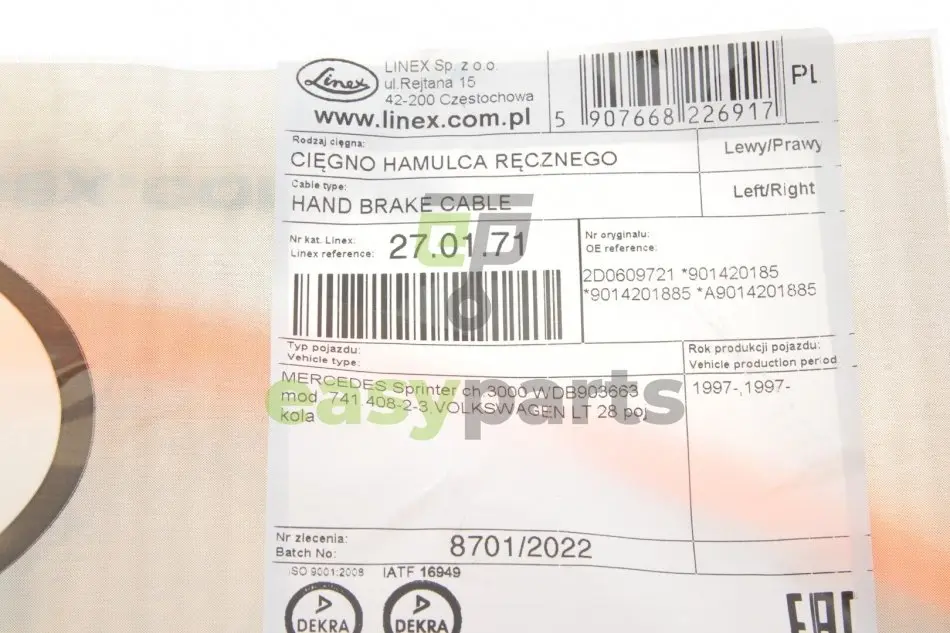 Linex
LINEX Sp. z o.o.
ul.Rejtana 15
42-200 Czestochowa
www.linex.com.pl
5 907668 226917
PL
Rodzaj cięgna:
CIĘGNO HAMULCA RĘCZNEGO
Lewy/Prawy
Cable type:
HAND BRAKE CABLE
Left/Right
Nr kat. Linex:
Linex reference:
27.01.71
Nr oryginału:
OE reference:
2D0609721 *901420185
*9014201885 *A9014201885
Typ pojazdu:
Vehicle type:
Rok produkcji pojazdu:
Vehicle production period
MERCEDES Sprinter ch 3000 WDB903663
mod 741 408-2-3,VOLKSWAGEN LT 28 poj
kola
1997-,1997-
easyparts
Nr zlecenia:
Batch No:
8701/2022
ISO 9001:2008 IATF 16949
DEKRA DEKRA
EAC